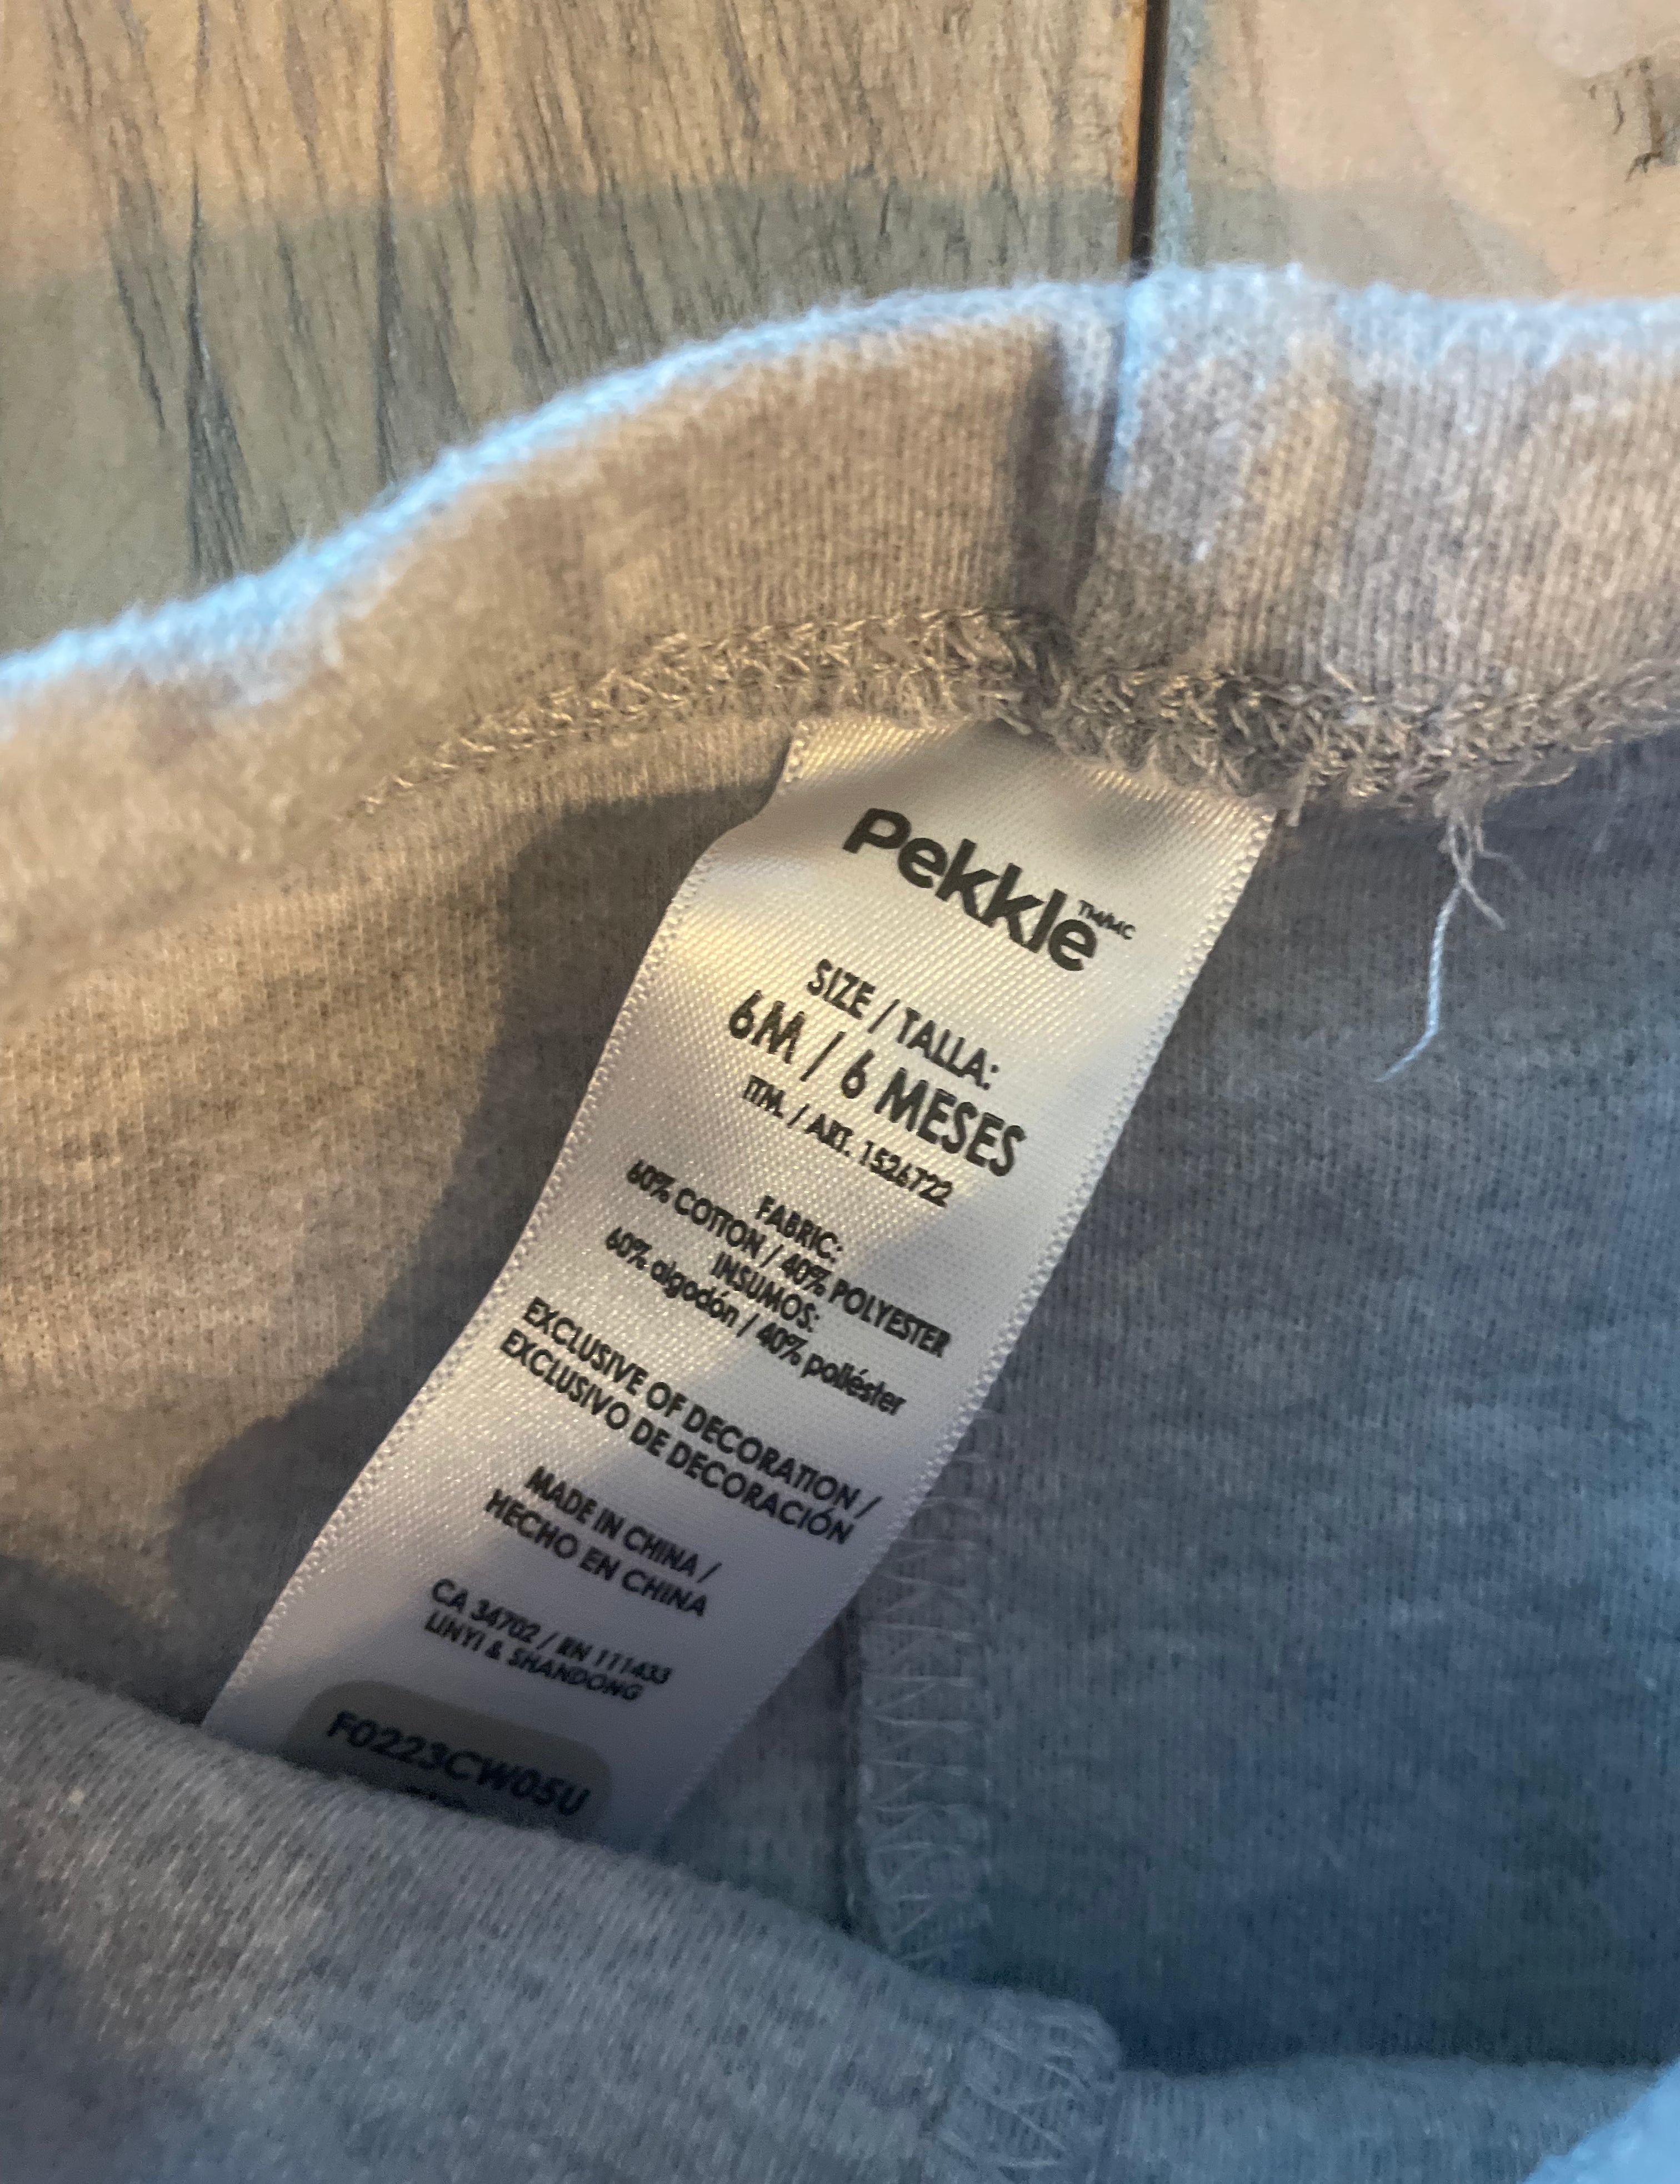 Pekkle TM/MC
SIZE / TALLA:
6M / 6 MESES
ITM. / ART. 1526722
FABRIC:
60% COTTON / 40% POLYESTER
INSUMOS:
60% algodón / 40% poliéster
EXCLUSIVE OF DECORATION /
EXCLUSIVO DE DECORACIÓN
MADE IN CHINA /
HECHO EN CHINA
CA 34702 / RN 111433
LINYI & SHANDONG
F0223CW05U